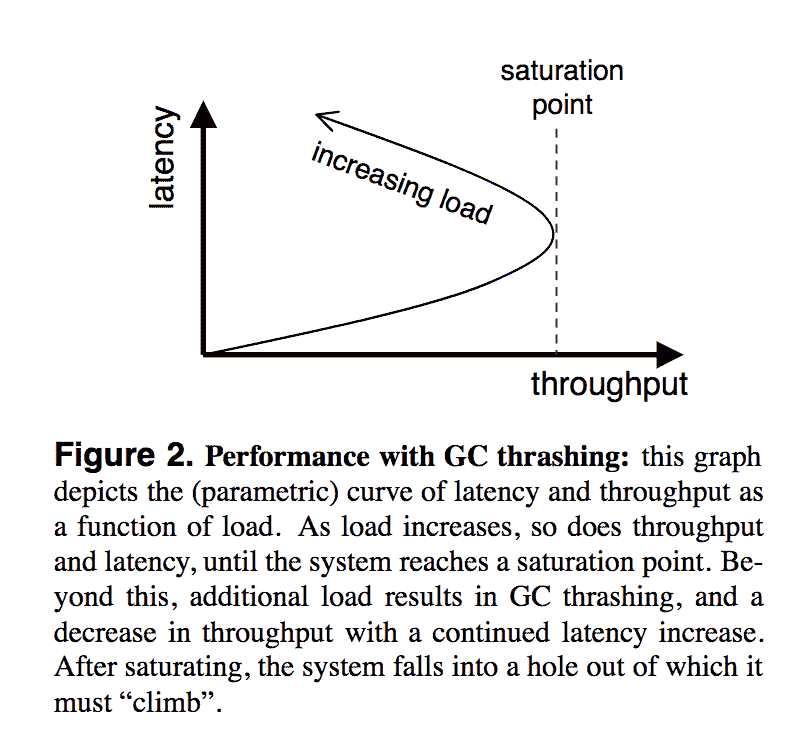 saturation
point
latency
increasing load
throughput
Figure 2. Performance with GC thrashing: this graph
depicts the (parametric) curve of latency and throughput as
a function of load. As load increases, so does throughput
and latency, until the system reaches a saturation point. Be-
yond this, additional load results in GC thrashing, and a
decrease in throughput with a continued latency increase.
After saturating, the system falls into a hole out of which it
must “climb”.